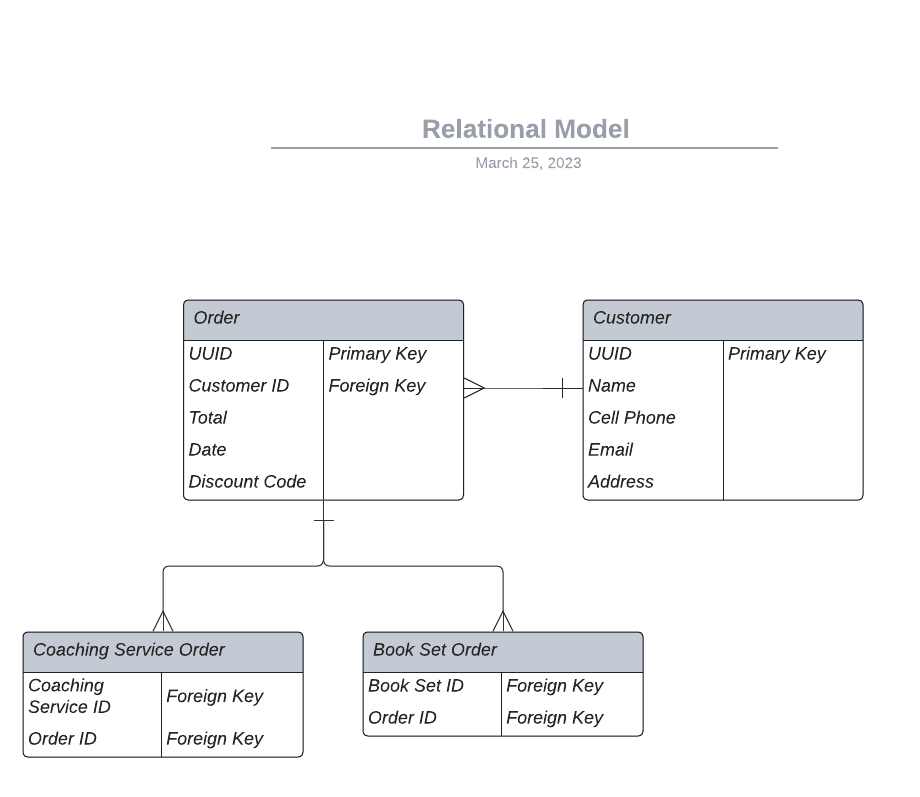 Relational Model
March 25, 2023
Order
UUID Primary Key
Customer ID Foreign Key
Total
Date
Discount Code
Customer
UUID Primary Key
Name
Cell Phone
Email
Address
Coaching Service Order
Coaching
Service ID
Foreign Key
Order ID Foreign Key
Book Set Order
Book Set ID Foreign Key
Order ID Foreign Key